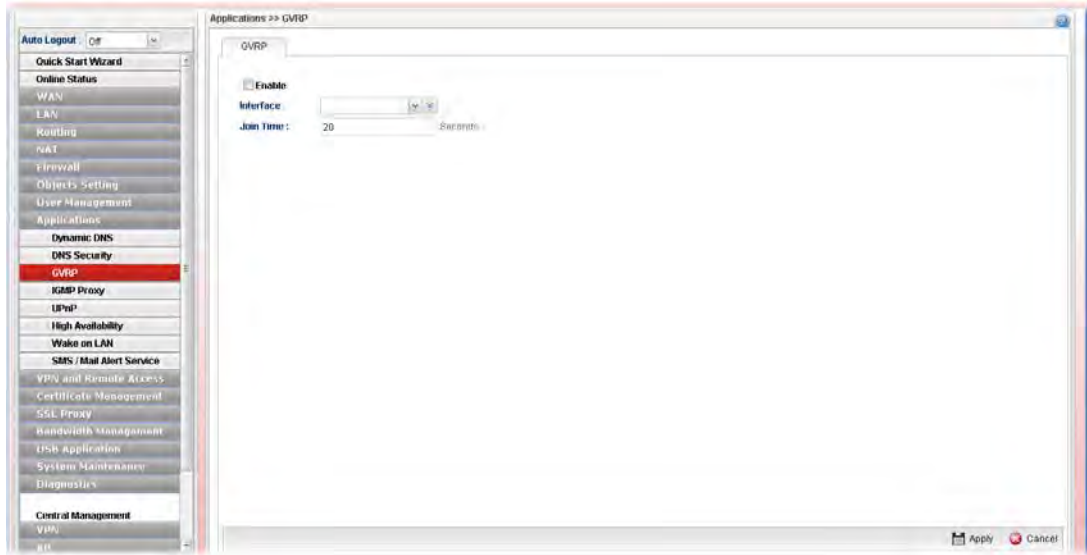 Applications >> GVRP
Auto Logout : Off
Quick Start Wizard
Online Status
WAN
LAN
Routing
NAT
Firewall
Objects Setting
User Management
Applications
Dynamic DNS
DNS Security
GVRP
IGMP Proxy
UPnP
High Availability
Wake on LAN
SMS / Mail Alert Service
VPN and Remote Access
Certificate Management
SSL Proxy
Bandwidth Management
USB Application
System Maintenance
Diagnostics
Central Management
VPN
AP
GVRP
Enable
Interface
Join Time : 20 Seconds
Apply Cancel